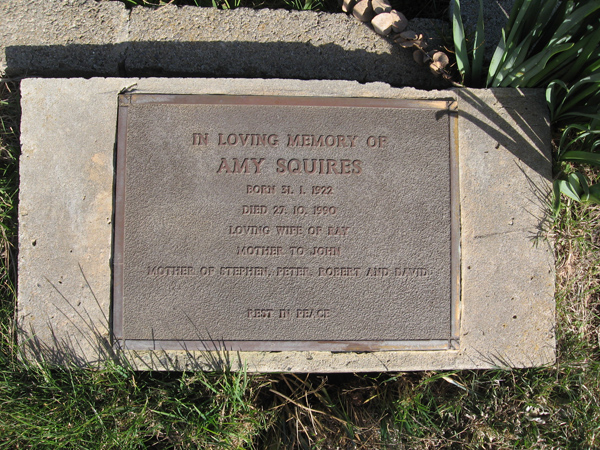 IN LOVING MEMORY OF
AMY SQUIRES
BORN 31. 1. 1922
DIED 27. 10. 1990
LOVING WIFE OF RAY
MOTHER TO JOHN
MOTHER OF STEPHEN, PETER, ROBERT AND DAVID.
REST IN PEACE